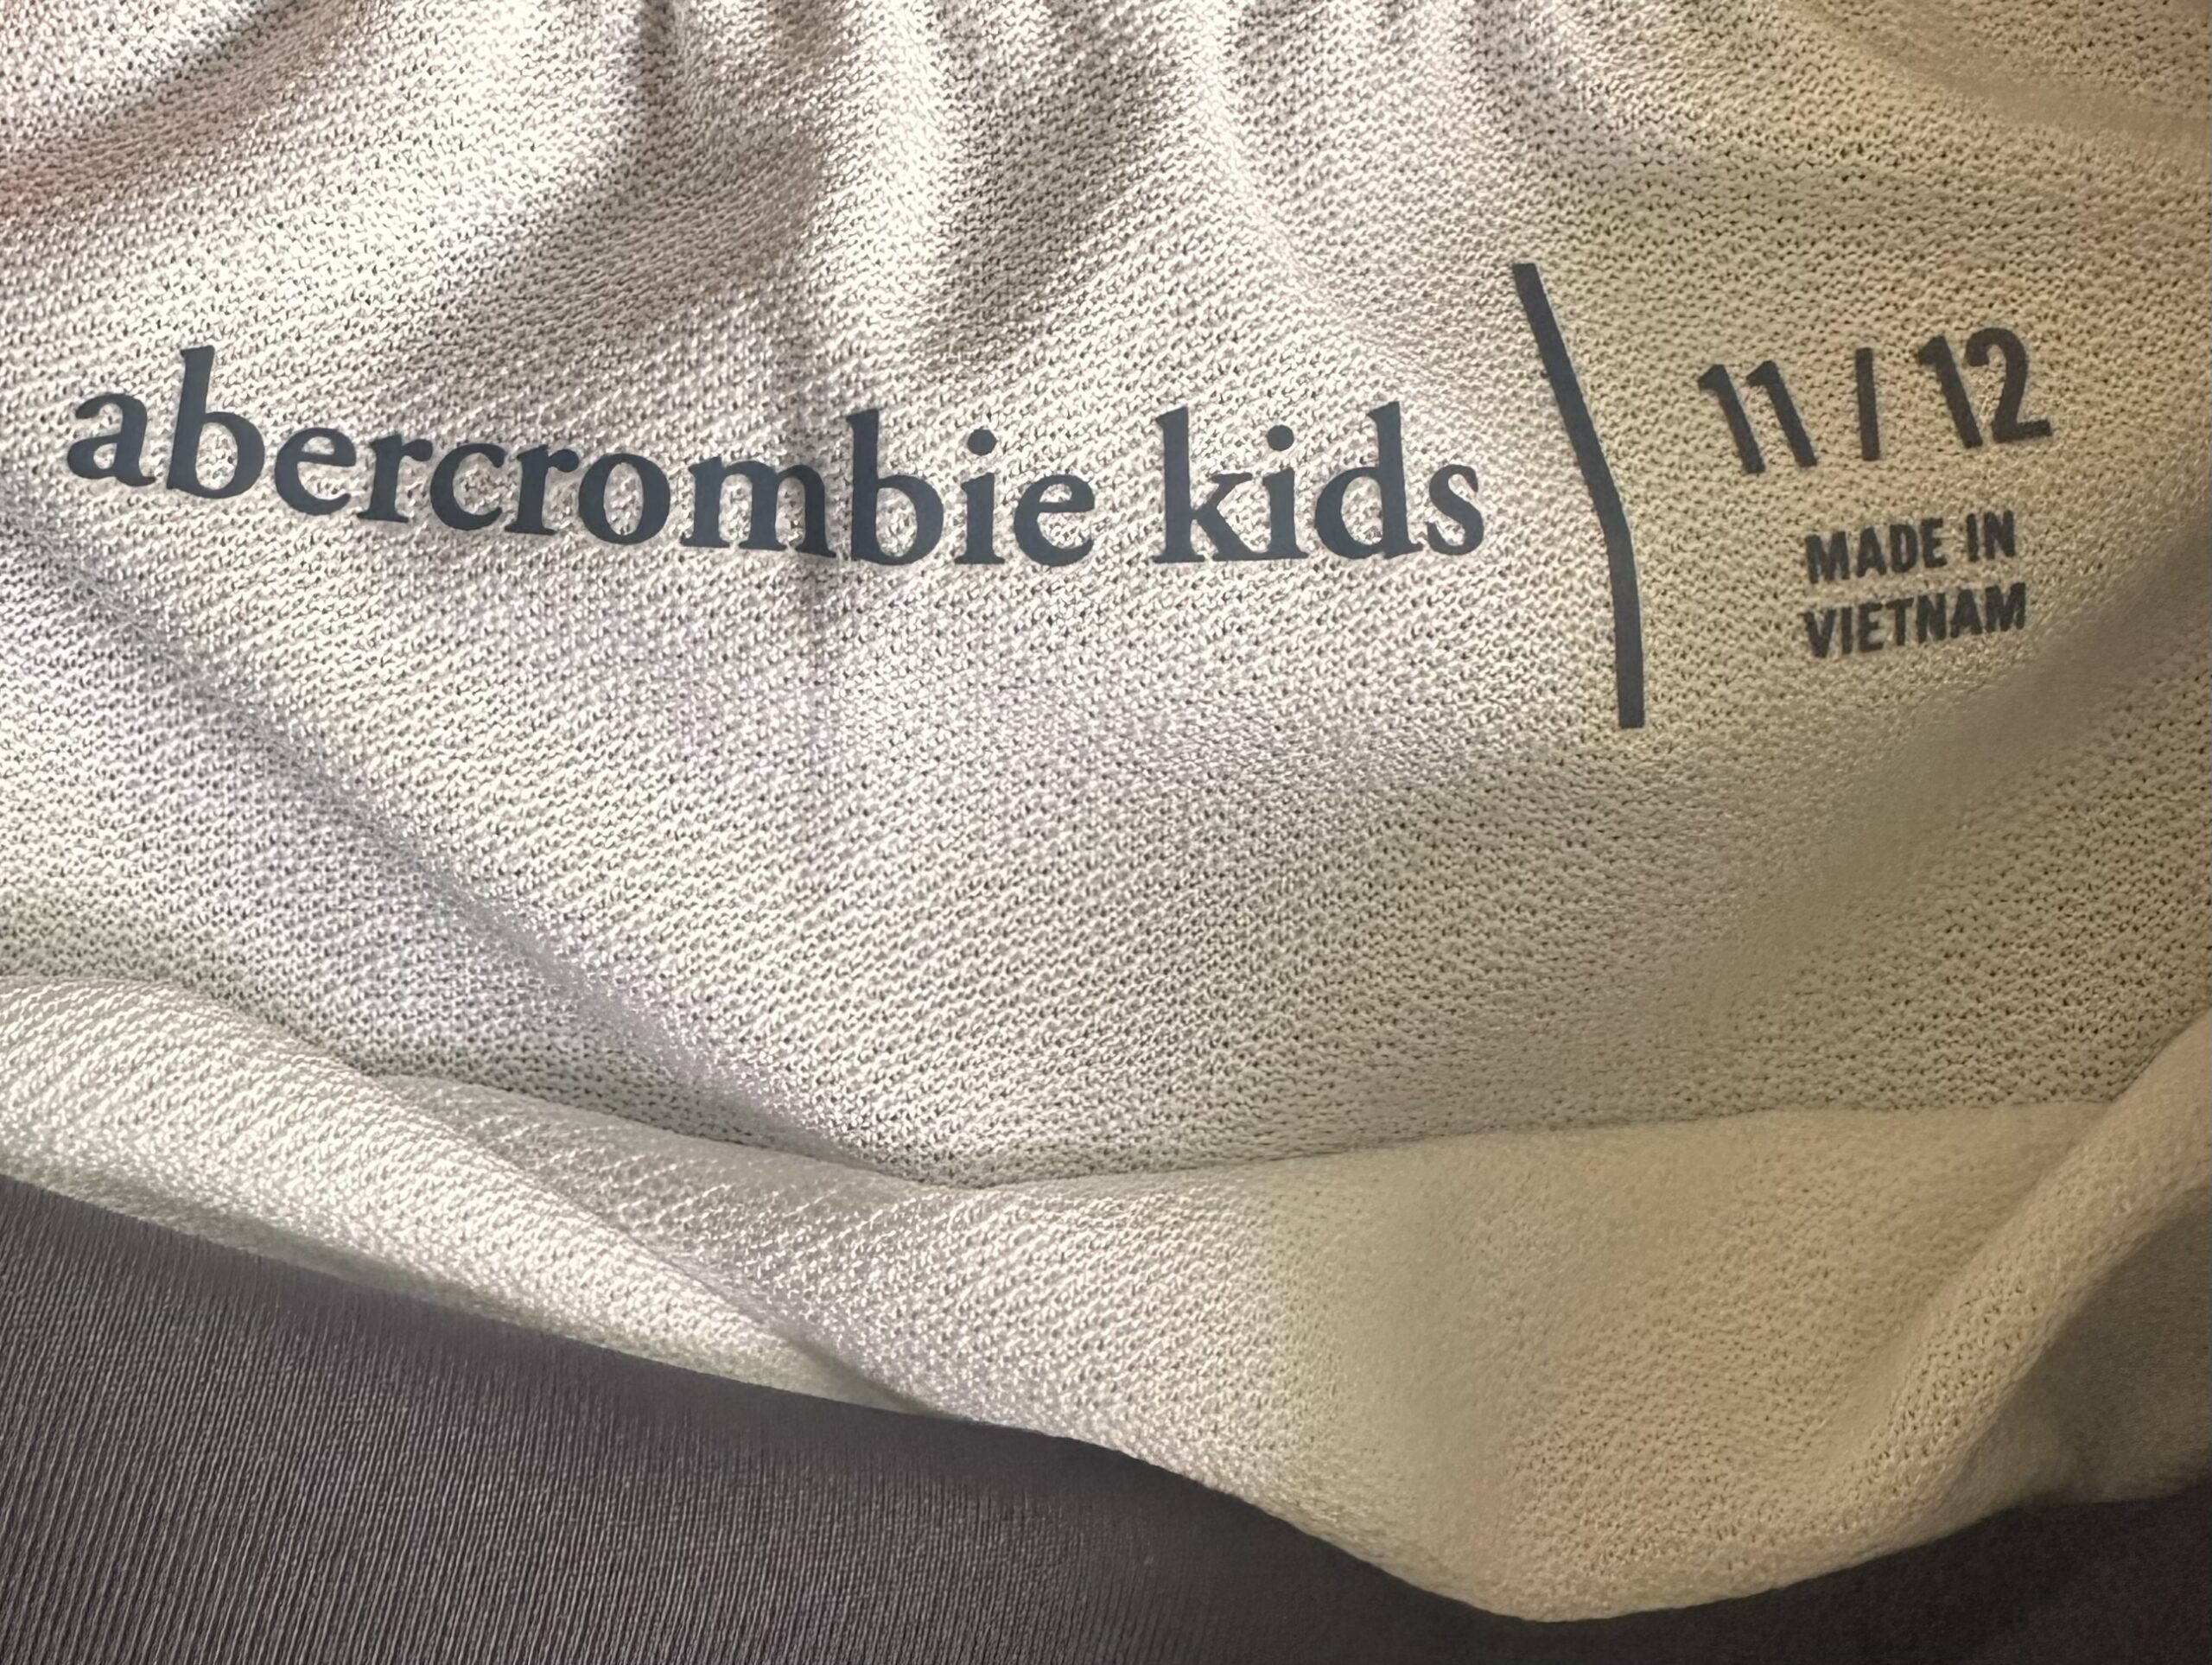 abercrombie kids
11 / 12
MADE IN
VIETNAM